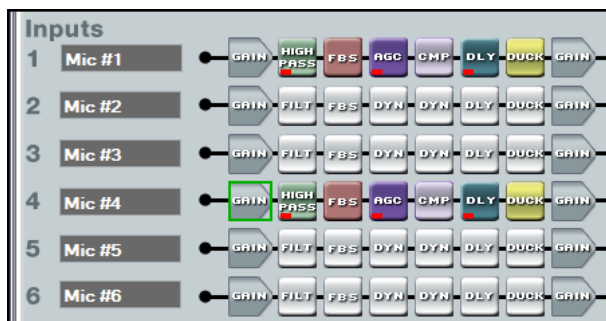 Inputs
1 Mic #1 GAIN HIGH PASS FBS AGC CMP DLY DUCK GAIN
2 Mic #2 GAIN FILT FBS DYN DYN DLY DUCK GAIN
3 Mic #3 GAIN FILT FBS DYN DYN DLY DUCK GAIN
4 Mic #4 GAIN HIGH PASS FBS AGC CMP DLY DUCK GAIN
5 Mic #5 GAIN FILT FBS DYN DYN DLY DUCK GAIN
6 Mic #6 GAIN FILT FBS DYN DYN DLY DUCK GAIN